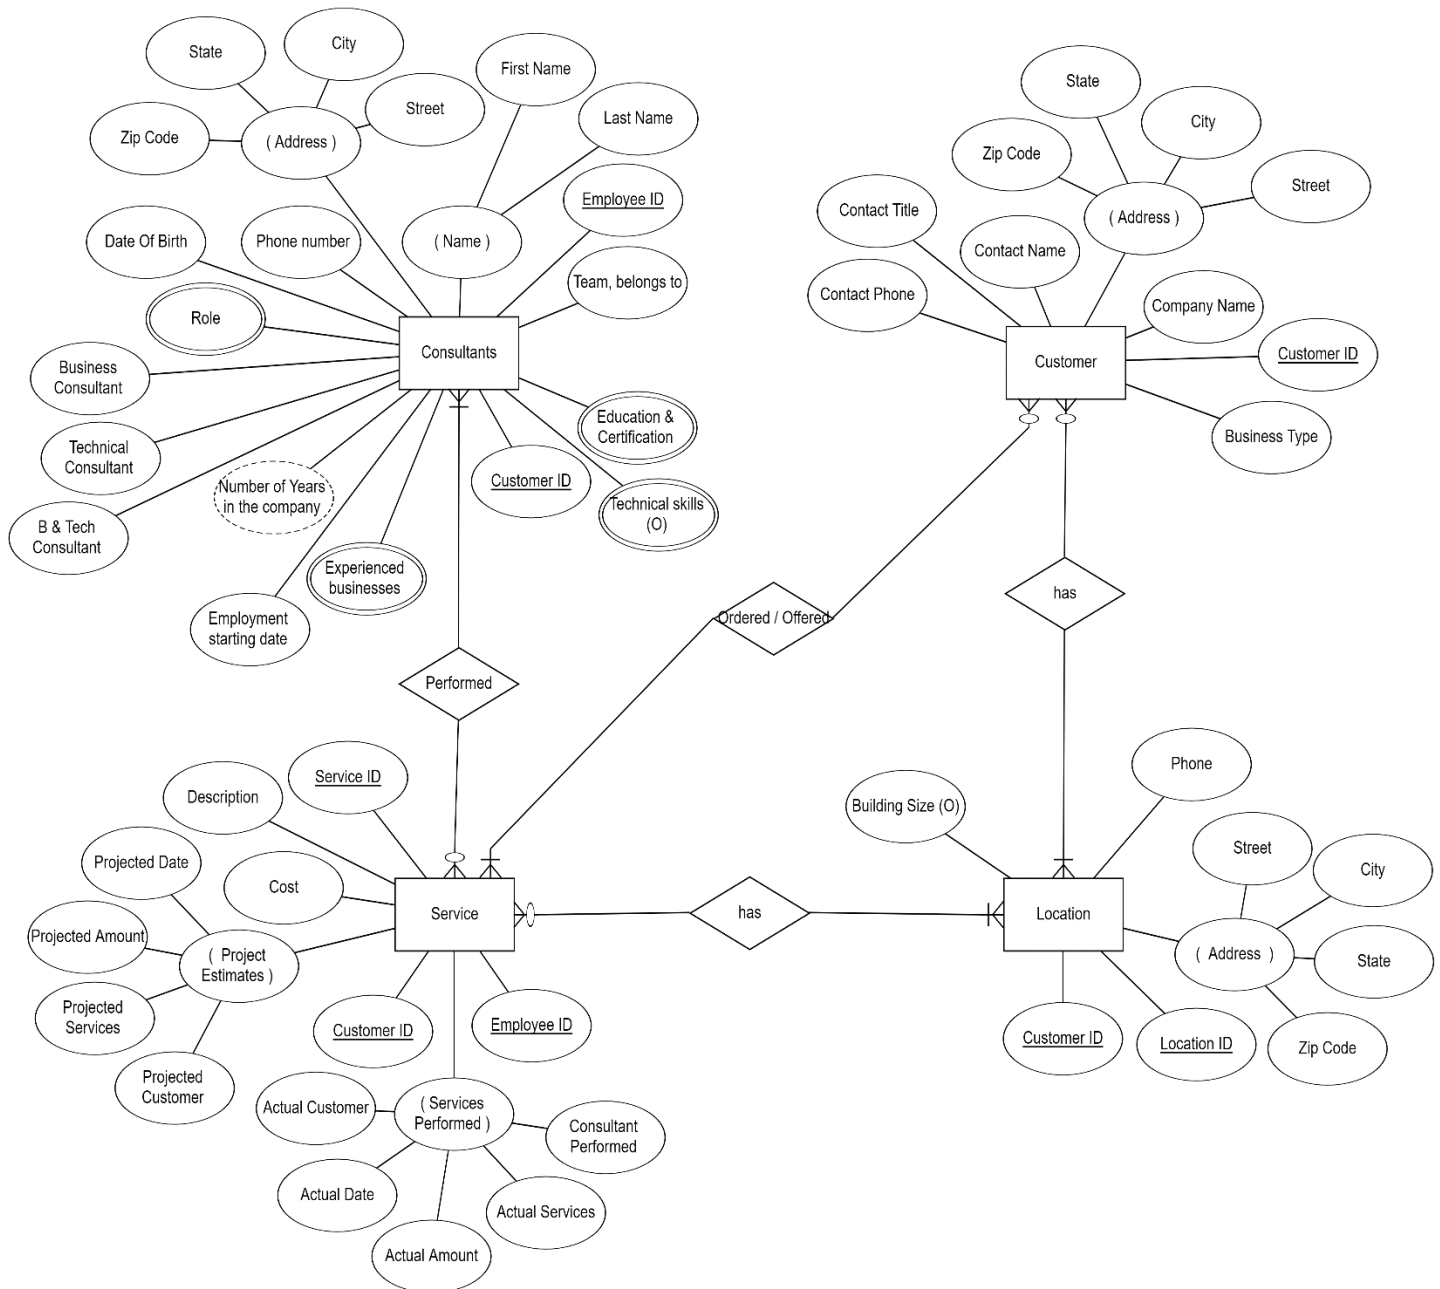 State
City
First Name
Street
Last Name
Zip Code
( Address )
Employee ID
Date Of Birth
Phone number
( Name )
Team, belongs to
Role
Consultants
Business
Consultant
Education &
Certification
Technical
Consultant
Number of Years
in the company
Customer ID
Technical skills
(O)
B & Tech
Consultant
Experienced
businesses
Employment
starting date
State
City
Zip Code
Street
Contact Title
( Address )
Contact Name
Contact Phone
Company Name
Customer
Customer ID
Business Type
has
Ordered / Offered
Performed
Service ID
Description
Projected Date
Cost
Service
Projected Amount
( Project
Estimates )
Projected
Services
Customer ID
Employee ID
Projected
Customer
Actual Customer
( Services
Performed )
Consultant
Performed
Actual Date
Actual Services
Actual Amount
has
Phone
Building Size (O)
Street
City
Location
( Address )
State
Customer ID
Location ID
Zip Code